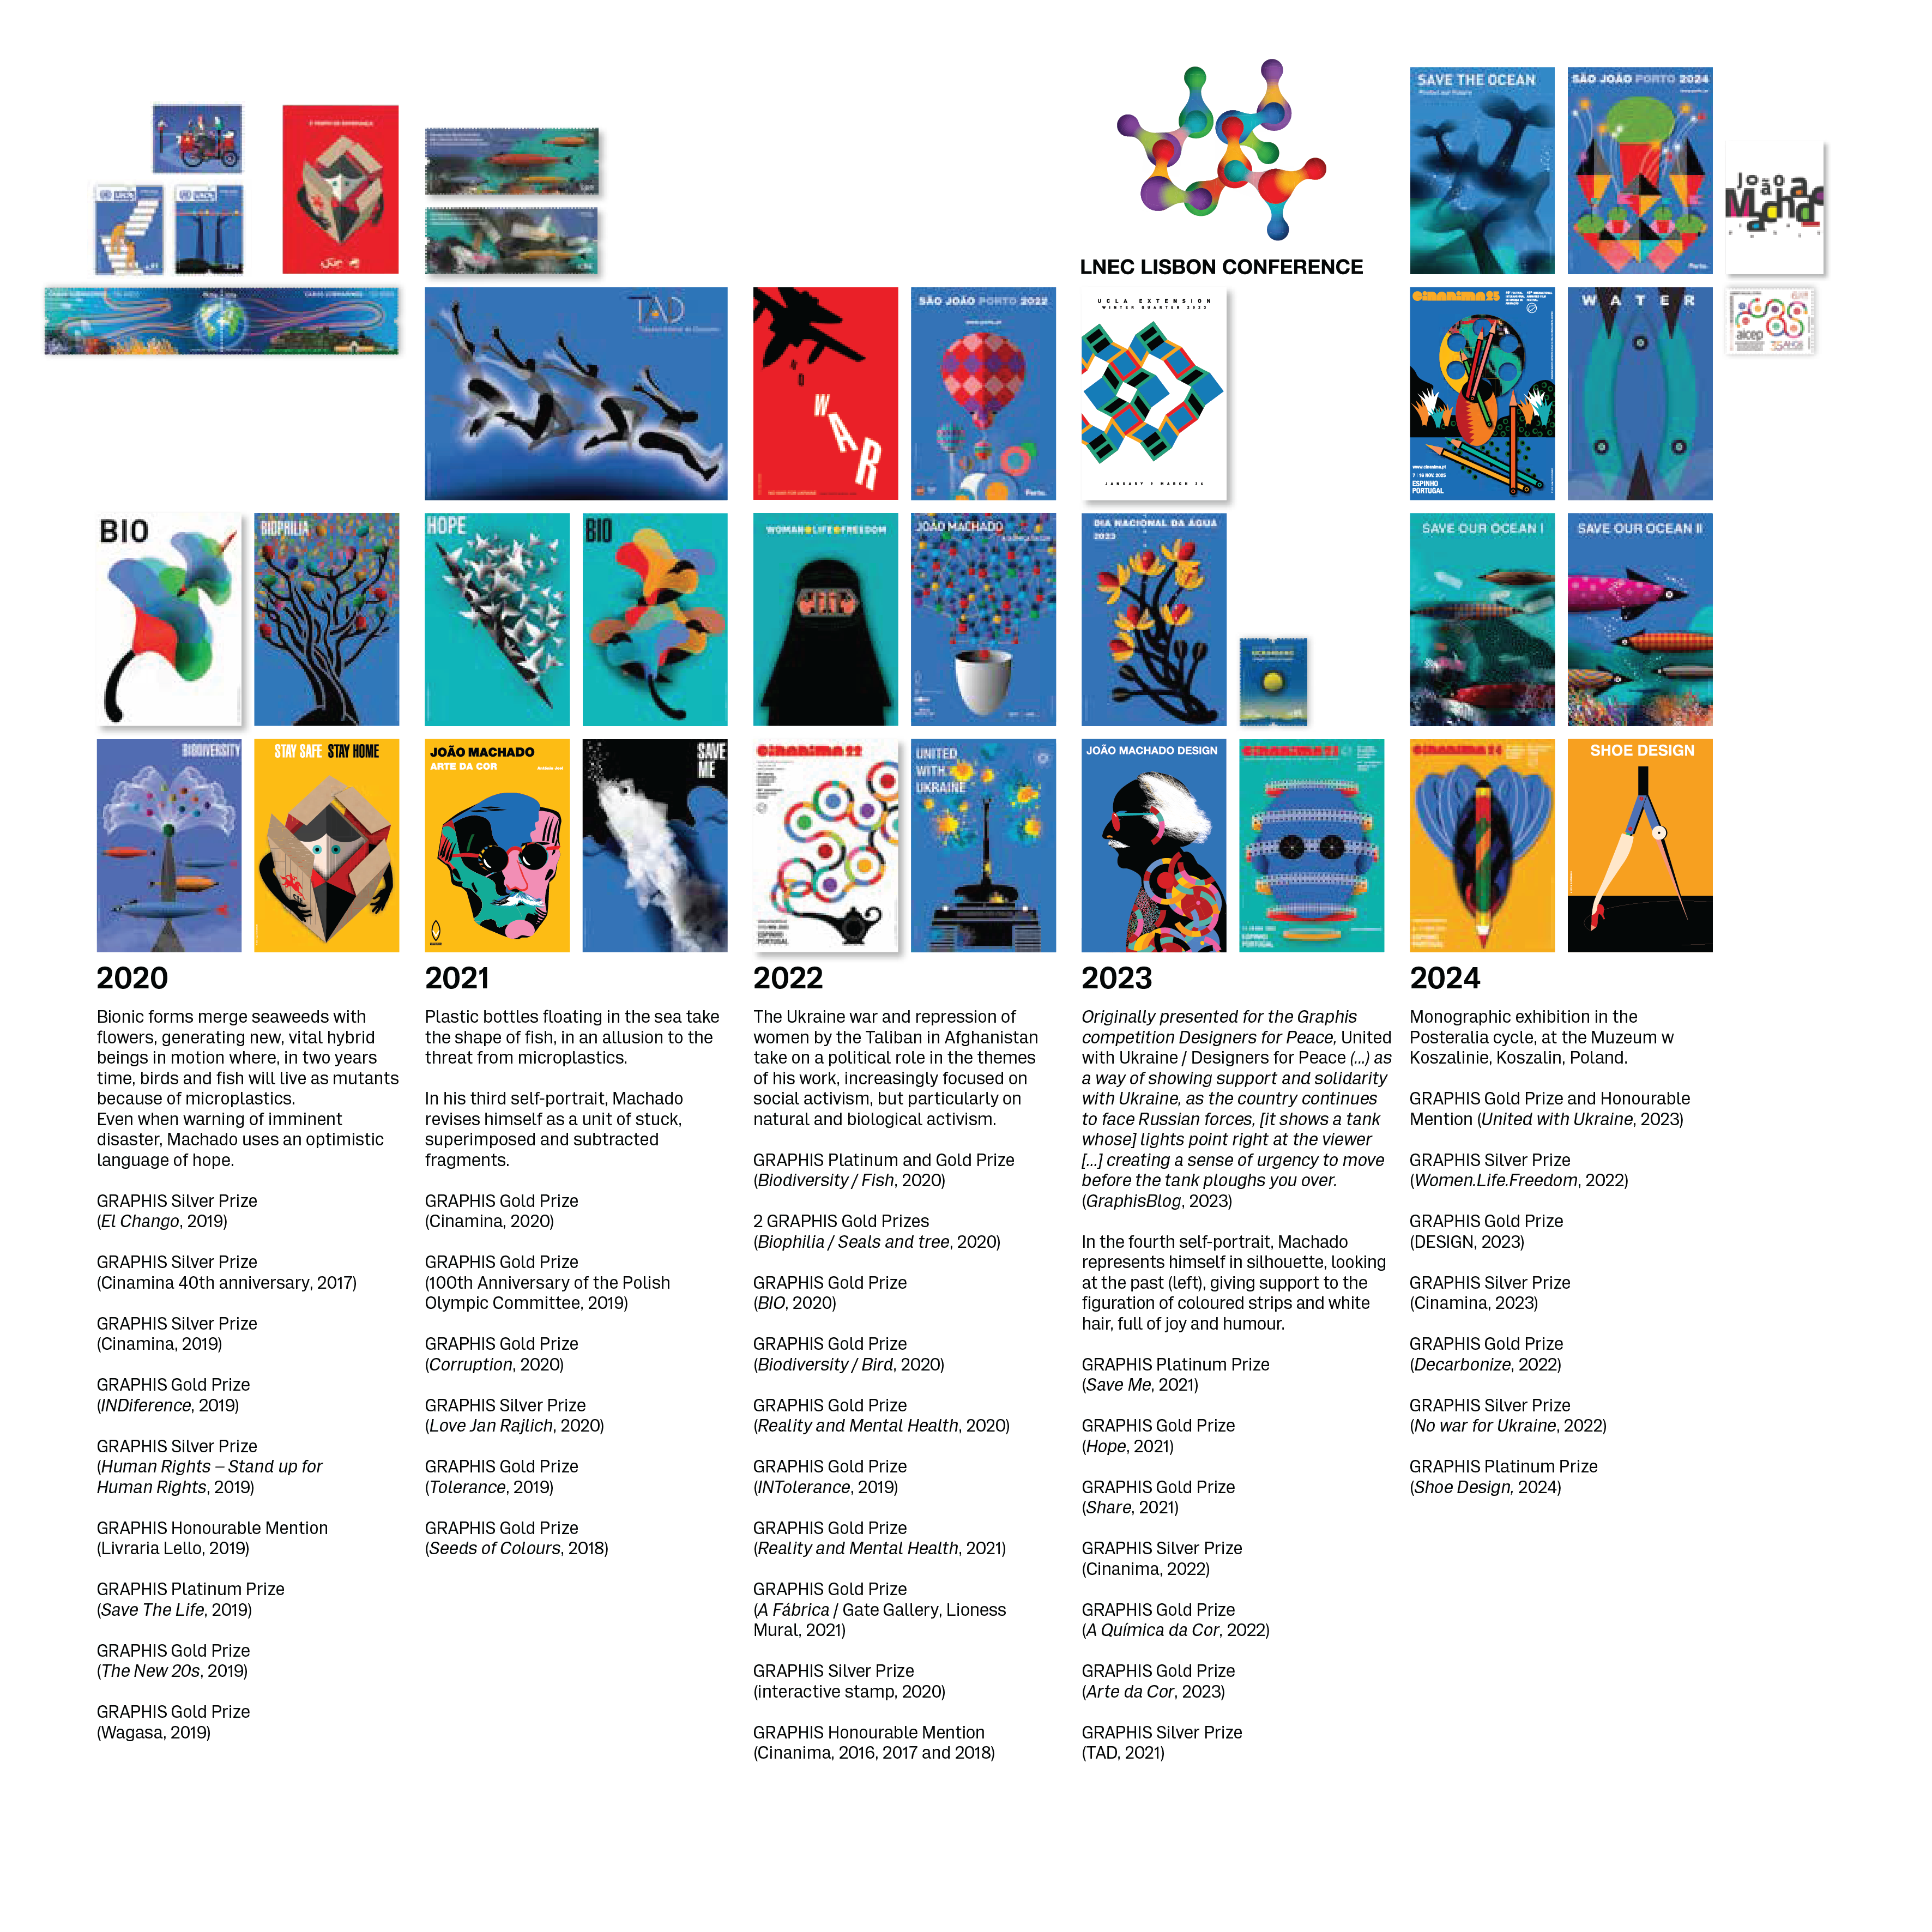 LNEC LISBON CONFERENCE
SAVE THE OCEAN
SÃO JOÃO PORTO 2024
João
Machado
TAD
WAR
SÃO JOÃO PORTO 2022
www.porto.pt
Porto.
UCLA EXTENSION
WINTER QUARTER 2023
cinanima25
www.cinanima.pt
ESPINHO
PORTUGAL
WATER
Porto.
aicep
35 ANOS
BIO
BIOPHILIA
HOPE
BIO
WOMAN LIFE FREEDOM
JOÃO MACHADO
DIA NACIONAL DA ÁGUA
2023
SAVE OUR OCEAN I
SAVE OUR OCEAN II
BIODIVERSITY
STAY SAFE STAY HOME
JOÃO MACHADO
ARTE DA COR
SAVE
ME
cinanima 22
ESPINHO
PORTUGAL
UNITED
WITH
UKRAINE
JOÃO MACHADO DESIGN
cinanima
ESPINHO
PORTUGAL
cinanima 24
ESPINHO
PORTUGAL
SHOE DESIGN
2020
Bionic forms merge seaweeds with
flowers, generating new, vital hybrid
beings in motion where, in two years
time, birds and fish will live as mutants
because of microplastics.
Even when warning of imminent
disaster, Machado uses an optimistic
language of hope.
GRAPHIS Silver Prize
(El Chango, 2019)
GRAPHIS Silver Prize
(Cinamina 40th anniversary, 2017)
GRAPHIS Silver Prize
(Cinamina, 2019)
GRAPHIS Gold Prize
(INDiference, 2019)
GRAPHIS Silver Prize
(Human Rights – Stand up for
Human Rights, 2019)
GRAPHIS Honourable Mention
(Livraria Lello, 2019)
GRAPHIS Platinum Prize
(Save The Life, 2019)
GRAPHIS Gold Prize
(The New 20s, 2019)
GRAPHIS Gold Prize
(Wagasa, 2019)
2021
Plastic bottles floating in the sea take
the shape of fish, in an allusion to the
threat from microplastics.
In his third self-portrait, Machado
revises himself as a unit of stuck,
superimposed and subtracted
fragments.
GRAPHIS Gold Prize
(Cinamina, 2020)
GRAPHIS Gold Prize
(100th Anniversary of the Polish
Olympic Committee, 2019)
GRAPHIS Gold Prize
(Corruption, 2020)
GRAPHIS Silver Prize
(Love Jan Rajlich, 2020)
GRAPHIS Gold Prize
(Tolerance, 2019)
GRAPHIS Gold Prize
(Seeds of Colours, 2018)
2022
The Ukraine war and repression of
women by the Taliban in Afghanistan
take on a political role in the themes
of his work, increasingly focused on
social activism, but particularly on
natural and biological activism.
GRAPHIS Platinum and Gold Prize
(Biodiversity / Fish, 2020)
2 GRAPHIS Gold Prizes
(Biophilia / Seals and tree, 2020)
GRAPHIS Gold Prize
(BIO, 2020)
GRAPHIS Gold Prize
(Biodiversity / Bird, 2020)
GRAPHIS Gold Prize
(Reality and Mental Health, 2020)
GRAPHIS Gold Prize
(INTolerance, 2019)
GRAPHIS Gold Prize
(Reality and Mental Health, 2021)
GRAPHIS Gold Prize
(A Fábrica / Gate Gallery, Lioness
Mural, 2021)
GRAPHIS Silver Prize
(interactive stamp, 2020)
GRAPHIS Honourable Mention
(Cinanima, 2016, 2017 and 2018)
2023
Originally presented for the Graphis
competition Designers for Peace, United
with Ukraine / Designers for Peace (...) as
a way of showing support and solidarity
with Ukraine, as the country continues
to face Russian forces, [it shows a tank
whose] lights point right at the viewer
[...] creating a sense of urgency to move
before the tank ploughs you over.
(GraphisBlog, 2023)
In the fourth self-portrait, Machado
represents himself in silhouette, looking
at the past (left), giving support to the
figuration of coloured strips and white
hair, full of joy and humour.
GRAPHIS Platinum Prize
(Save Me, 2021)
GRAPHIS Gold Prize
(Hope, 2021)
GRAPHIS Gold Prize
(Share, 2021)
GRAPHIS Silver Prize
(Cinanima, 2022)
GRAPHIS Gold Prize
(A Química da Cor, 2022)
GRAPHIS Gold Prize
(Arte da Cor, 2023)
GRAPHIS Silver Prize
(TAD, 2021)
2024
Monographic exhibition in the
Posteralia cycle, at the Muzeum w
Koszalinie, Koszalin, Poland.
GRAPHIS Gold Prize and Honourable
Mention (United with Ukraine, 2023)
GRAPHIS Silver Prize
(Women.Life.Freedom, 2022)
GRAPHIS Gold Prize
(DESIGN, 2023)
GRAPHIS Silver Prize
(Cinamina, 2023)
GRAPHIS Gold Prize
(Decarbonize, 2022)
GRAPHIS Silver Prize
(No war for Ukraine, 2022)
GRAPHIS Platinum Prize
(Shoe Design, 2024)